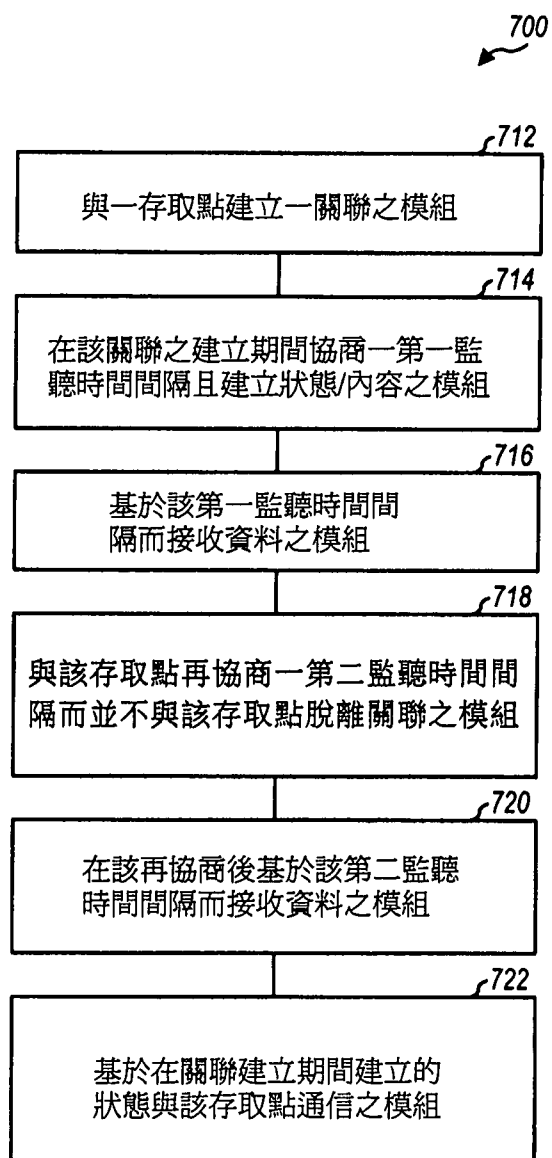 700
712
與一存取點建立一關聯之模組
714
在該關聯之建立期間協商一第一監
聽時間間隔且建立狀態/內容之模組
716
基於該第一監聽時間間
隔而接收資料之模組
718
與該存取點再協商一第二監聽時間間
隔而並不與該存取點脫離關聯之模組
720
在該再協商後基於該第二監聽
時間間隔而接收資料之模組
722
基於在關聯建立期間建立的
狀態與該存取點通信之模組